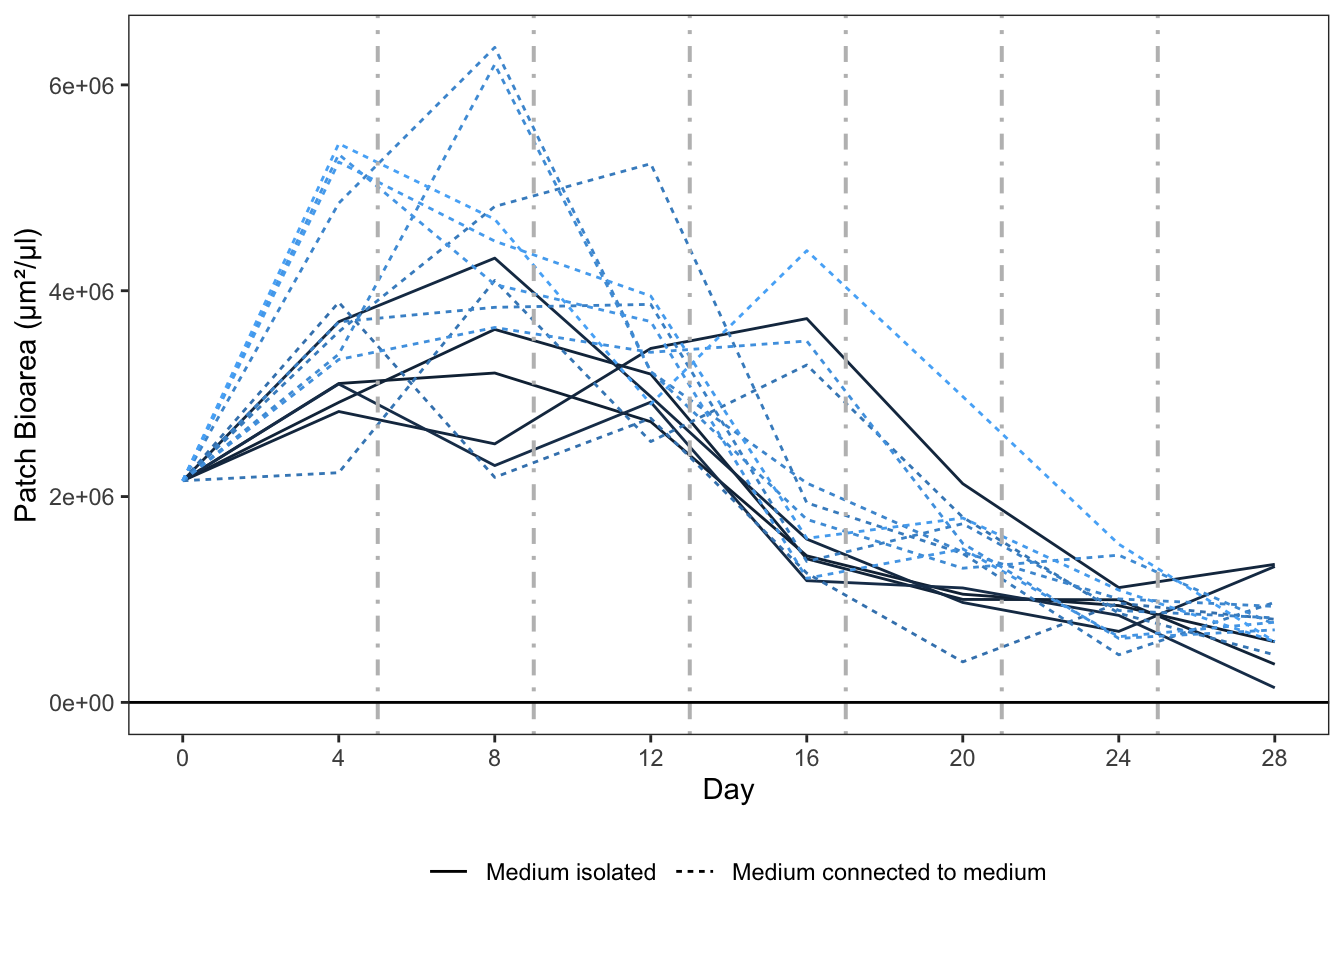 Patch Bioarea (µm²/µl)
6e+06
4e+06
2e+06
0e+00
0 4 8 12 16 20 24 28
Day
Medium isolated Medium connected to medium